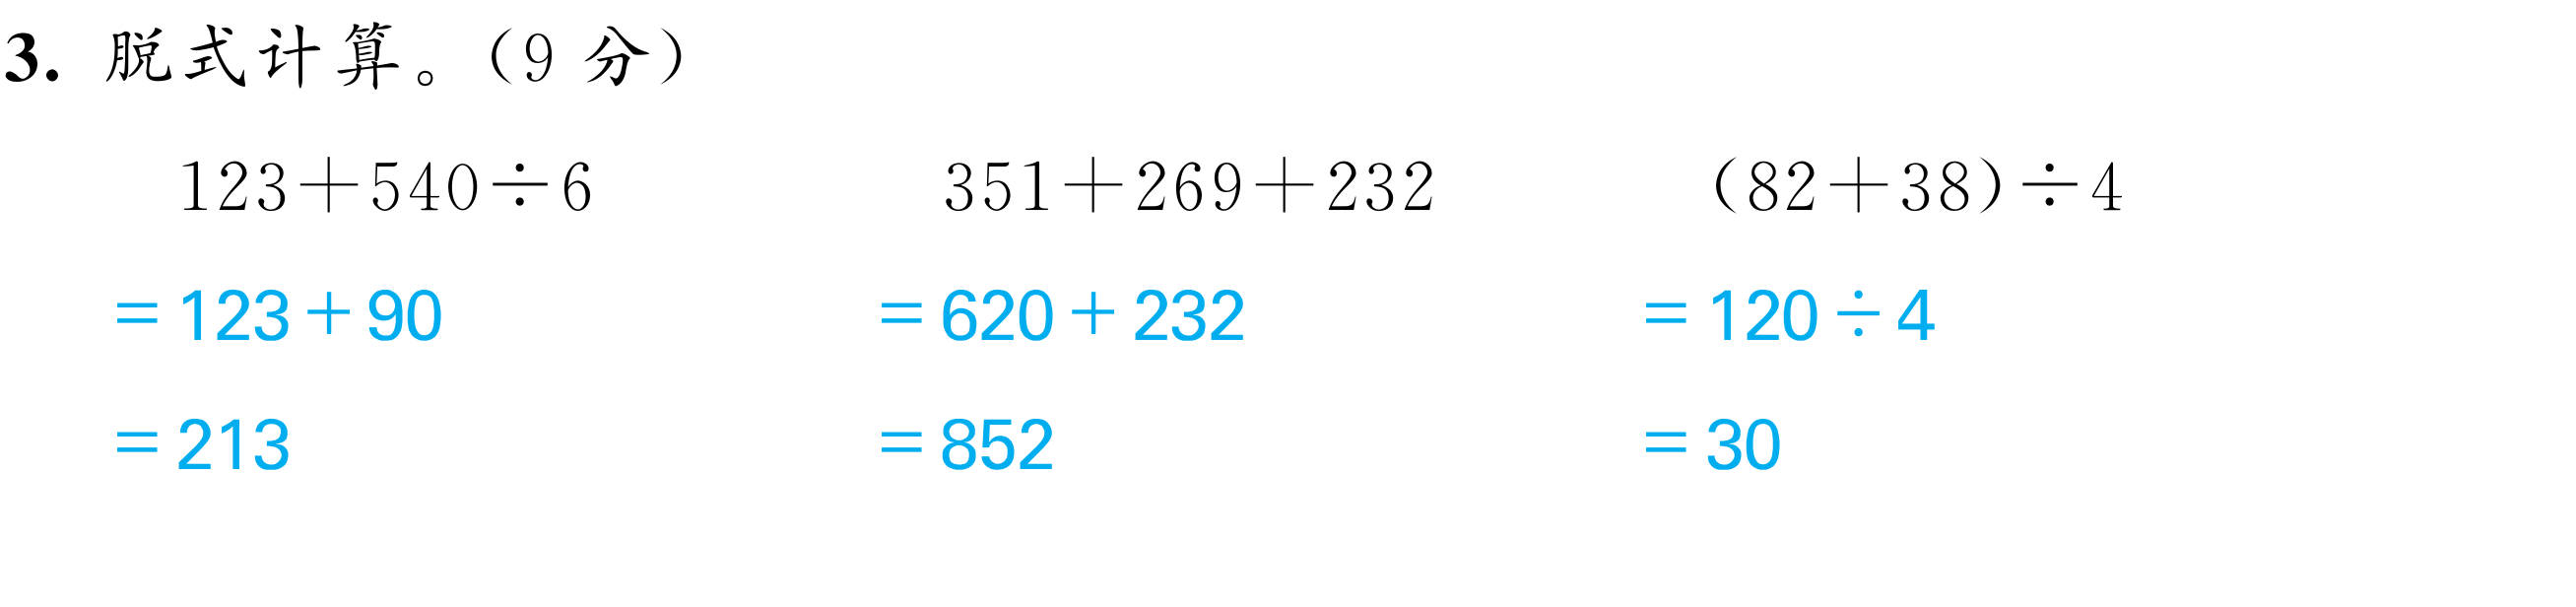 3. 脱式计算。(9 分)
123+540÷6 351+269+232 (82+38)÷4
=123+90 =620+232 =120÷4
=213 =852 =30